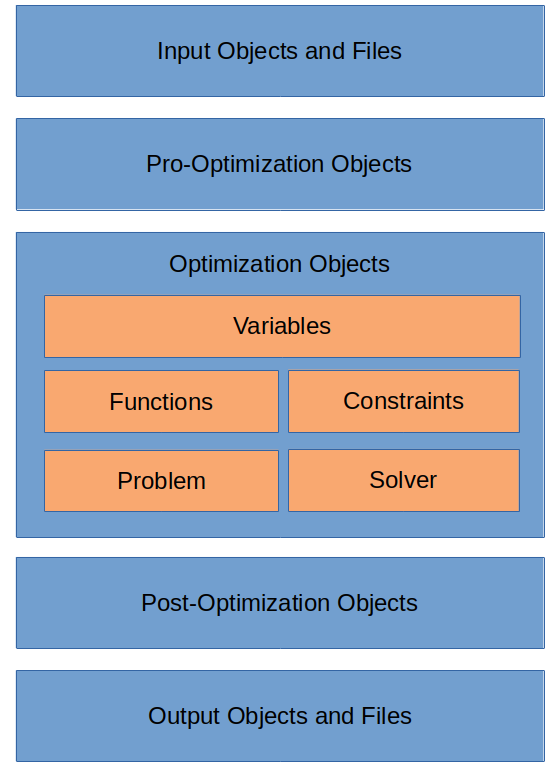 Input Objects and Files
Pro-Optimization Objects
Optimization Objects
Variables
Functions
Constraints
Problem
Solver
Post-Optimization Objects
Output Objects and Files